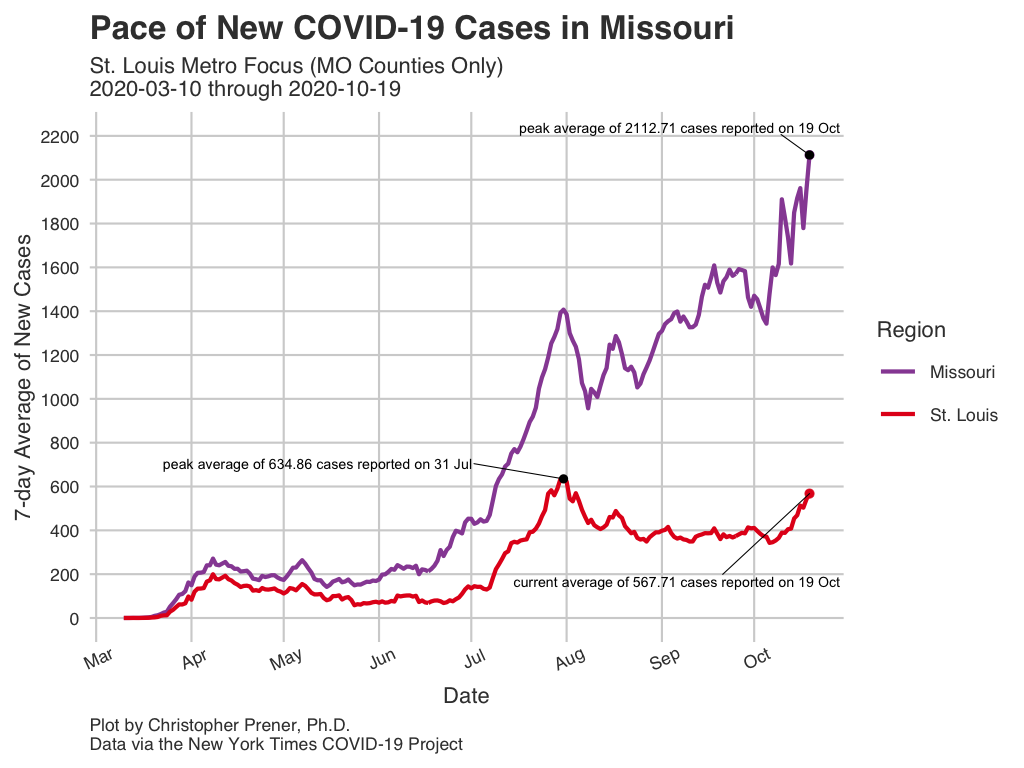 Pace of New COVID-19 Cases in Missouri
St. Louis Metro Focus (MO Counties Only)
2020-03-10 through 2020-10-19
7-day Average of New Cases
2200
2000
1800
1600
1400
1200
1000
800
600
400
200
0
peak average of 2112.71 cases reported on 19 Oct
peak average of 634.86 cases reported on 31 Jul
current average of 567.71 cases reported on 19 Oct
Region
Missouri
St. Louis
Mar
Apr
May
Jun
Jul
Aug
Sep
Oct
Date
Plot by Christopher Prener, Ph.D.
Data via the New York Times COVID-19 Project